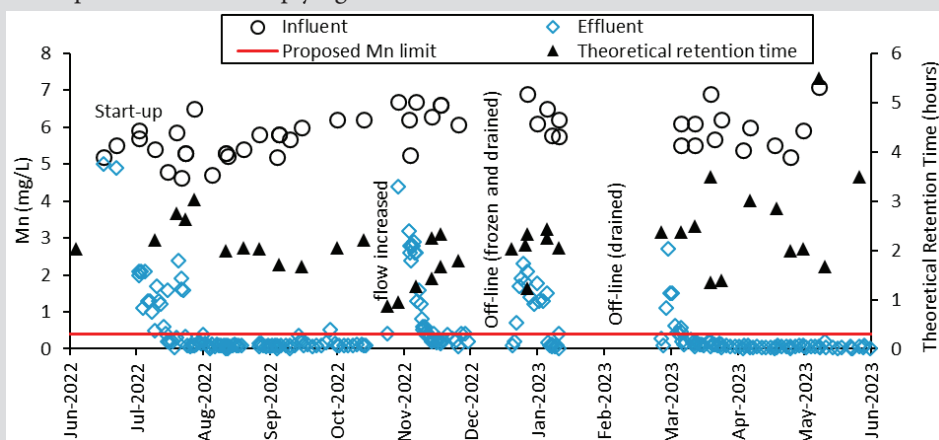 Influent
Effluent
Proposed Mn limit
Theoretical retention time
8
7
6
5
4
3
2
1
0
Mn (mg/L)
6
5
4
3
2
1
0
Theoretical Retention Time (hours)
Start-up
flow increased
Off-line (frozen and drained)
Off-line (drained)
Jun-2022
Jul-2022
Aug-2022
Sep-2022
Oct-2022
Nov-2022
Dec-2022
Jan-2023
Feb-2023
Mar-2023
Apr-2023
May-2023
Jun-2023